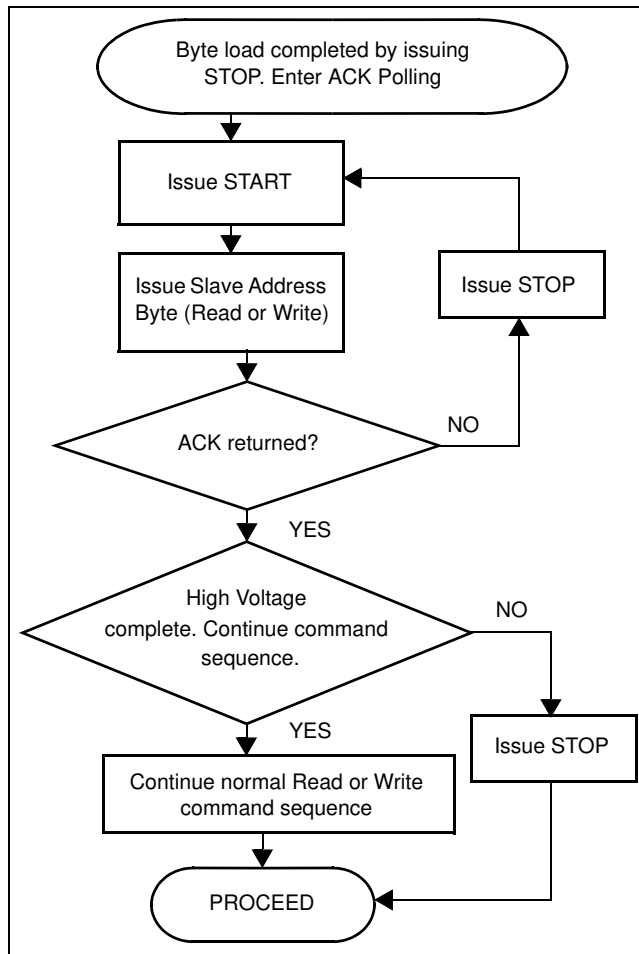 Byte load completed by issuing
STOP. Enter ACK Polling
Issue START
Issue Slave Address
Byte (Read or Write)
Issue STOP
ACK returned?
NO
YES
High Voltage
complete. Continue command
sequence.
NO
YES
Issue STOP
Continue normal Read or Write
command sequence
PROCEED